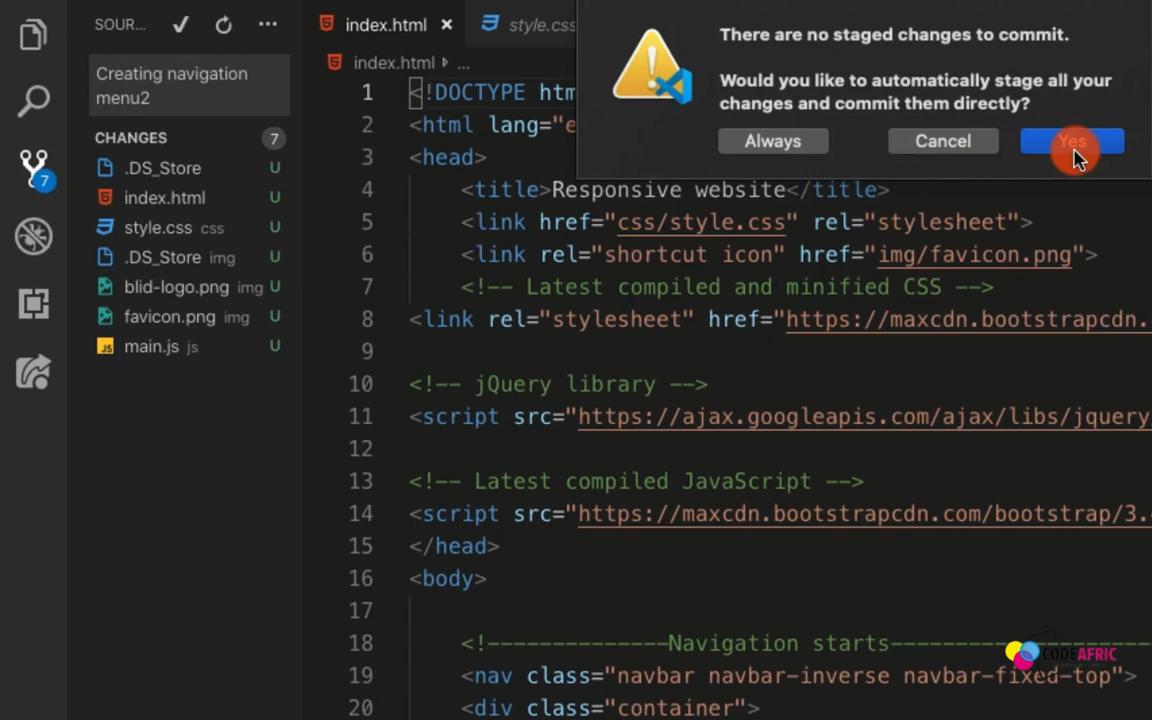 SOUR...
Creating navigation
menu2
CHANGES 7
7
.DS_Store U
index.html U
style.css css U
.DS_Store img U
blid-logo.png img U
favicon.png img U
main.js js U
index.html style.css
index.html ...
There are no staged changes to commit.
Would you like to automatically stage all your
changes and commit them directly?
Always Cancel Yes
1 <!DOCTYPE htm
2 <html lang="e
3 <head>
4 <title>Responsive website</title>
5 <link href="css/style.css" rel="stylesheet">
6 <link rel="shortcut icon" href="img/favicon.png">
7 <!-- Latest compiled and minified CSS -->
8 <link rel="stylesheet" href="https://maxcdn.bootstrapcdn.
9
10 <!-- jQuery library -->
11 <script src="https://ajax.googleapis.com/ajax/libs/jquery
12
13 <!-- Latest compiled JavaScript -->
14 <script src="https://maxcdn.bootstrapcdn.com/bootstrap/3.
15 </head>
16 <body>
17
18 <!--------------Navigation starts-------
19 <nav class="navbar navbar-inverse navbar-fixed-top">
20 <div class="container">
CODEAFRIC